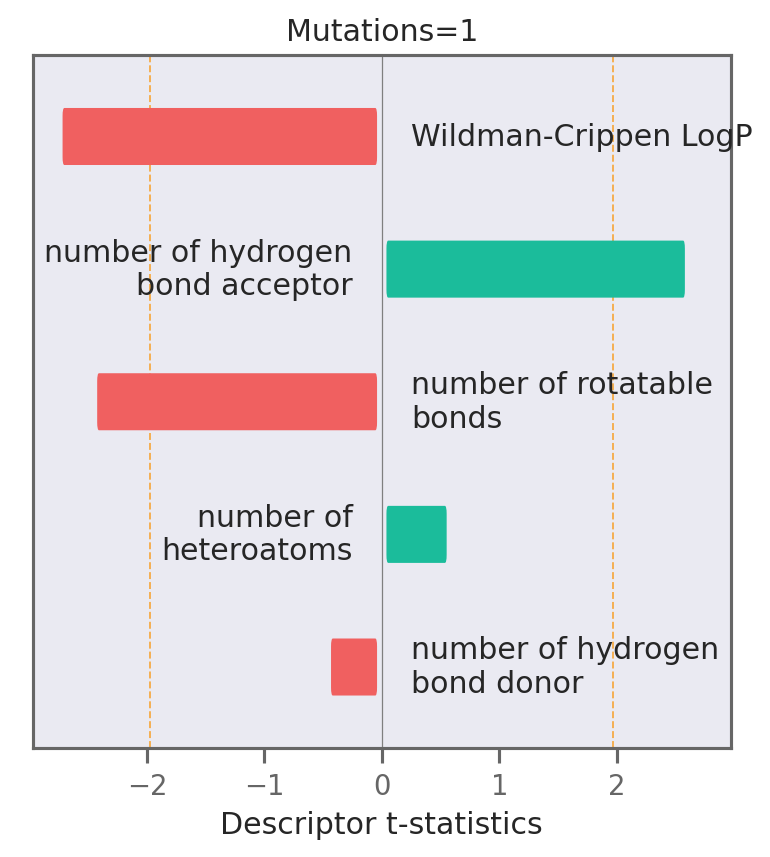 Mutations=1
Wildman-Crippen LogP
number of hydrogen
bond acceptor
number of rotatable
bonds
number of
heteroatoms
number of hydrogen
bond donor
−2 −1 0 1 2
Descriptor t-statistics